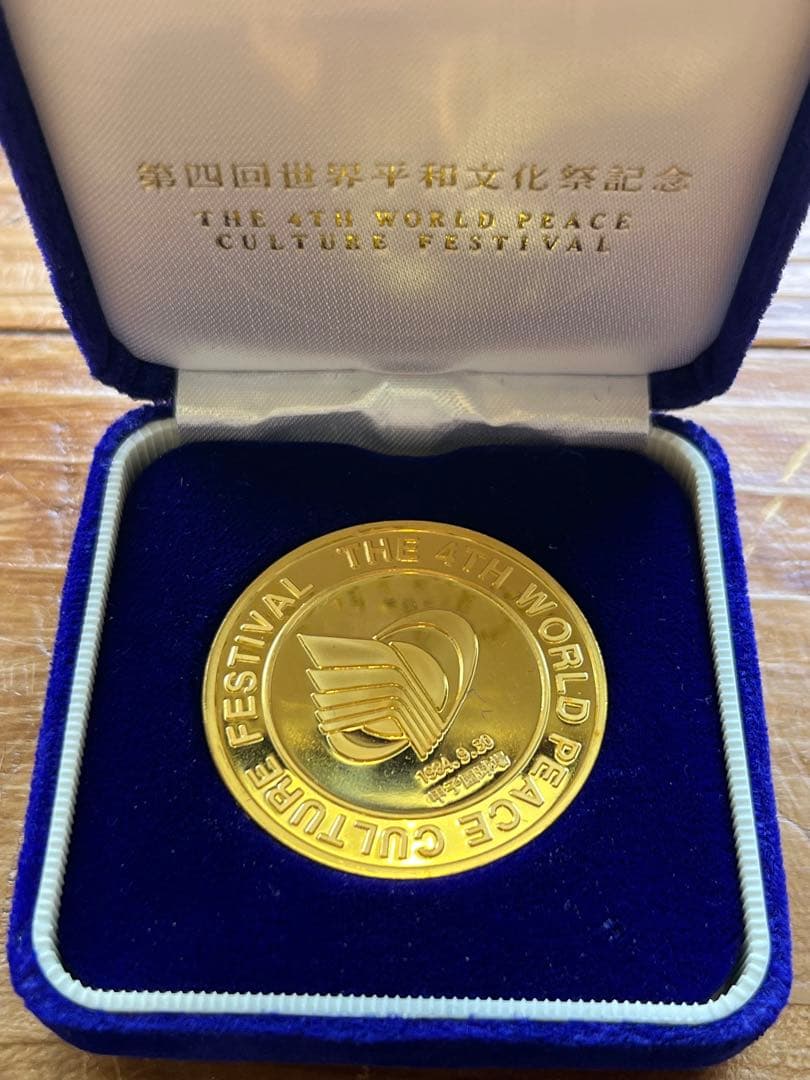 第四回世界平和文化祭記念
THE 4TH WORLD PEACE
CULTURE FESTIVAL
THE 4TH WORLD PEACE CULTURE FESTIVAL
1984.9.30